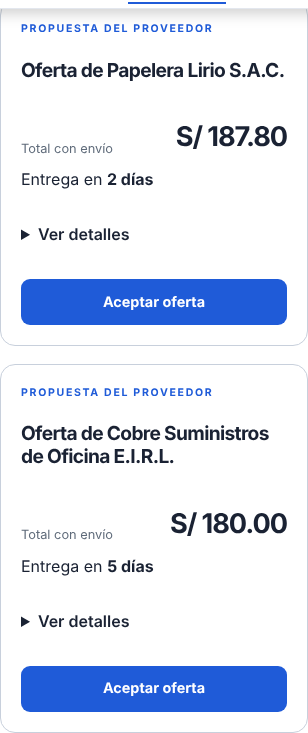 PROPUESTA DEL PROVEEDOR
Oferta de Papelera Lirio S.A.C.
Total con envío
S/ 187.80
Entrega en 2 días
Ver detalles
Aceptar oferta
PROPUESTA DEL PROVEEDOR
Oferta de Cobre Suministros
de Oficina E.I.R.L.
Total con envío
S/ 180.00
Entrega en 5 días
Ver detalles
Aceptar oferta